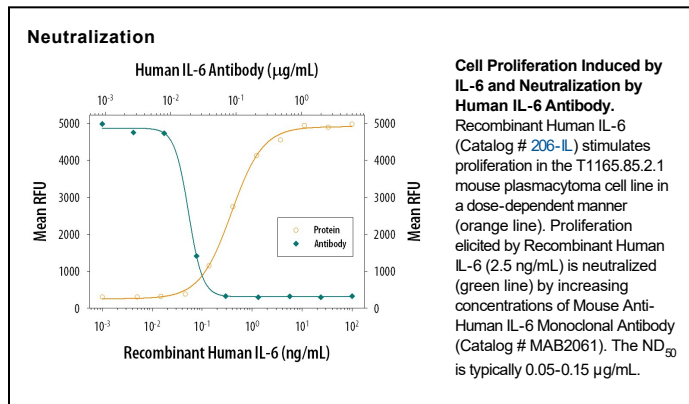 Neutralization
Human IL-6 Antibody (μg/mL)
10⁻³ 10⁻² 10⁻¹ 10⁰
5000 5000
4000 4000
3000 3000
2000 2000
1000 1000
0 0
Mean RFU
Mean RFU
Protein
Antibody
10⁻³ 10⁻² 10⁻¹ 10⁰ 10¹ 10²
Recombinant Human IL-6 (ng/mL)
Cell Proliferation Induced by
IL-6 and Neutralization by
Human IL-6 Antibody.
Recombinant Human IL-6
(Catalog # 206-IL) stimulates
proliferation in the T1165.85.2.1
mouse plasmacytoma cell line in
a dose-dependent manner
(orange line). Proliferation
elicited by Recombinant Human
IL-6 (2.5 ng/mL) is neutralized
(green line) by increasing
concentrations of Mouse Anti-
Human IL-6 Monoclonal Antibody
(Catalog # MAB2061). The ND₅₀
is typically 0.05-0.15 μg/mL.